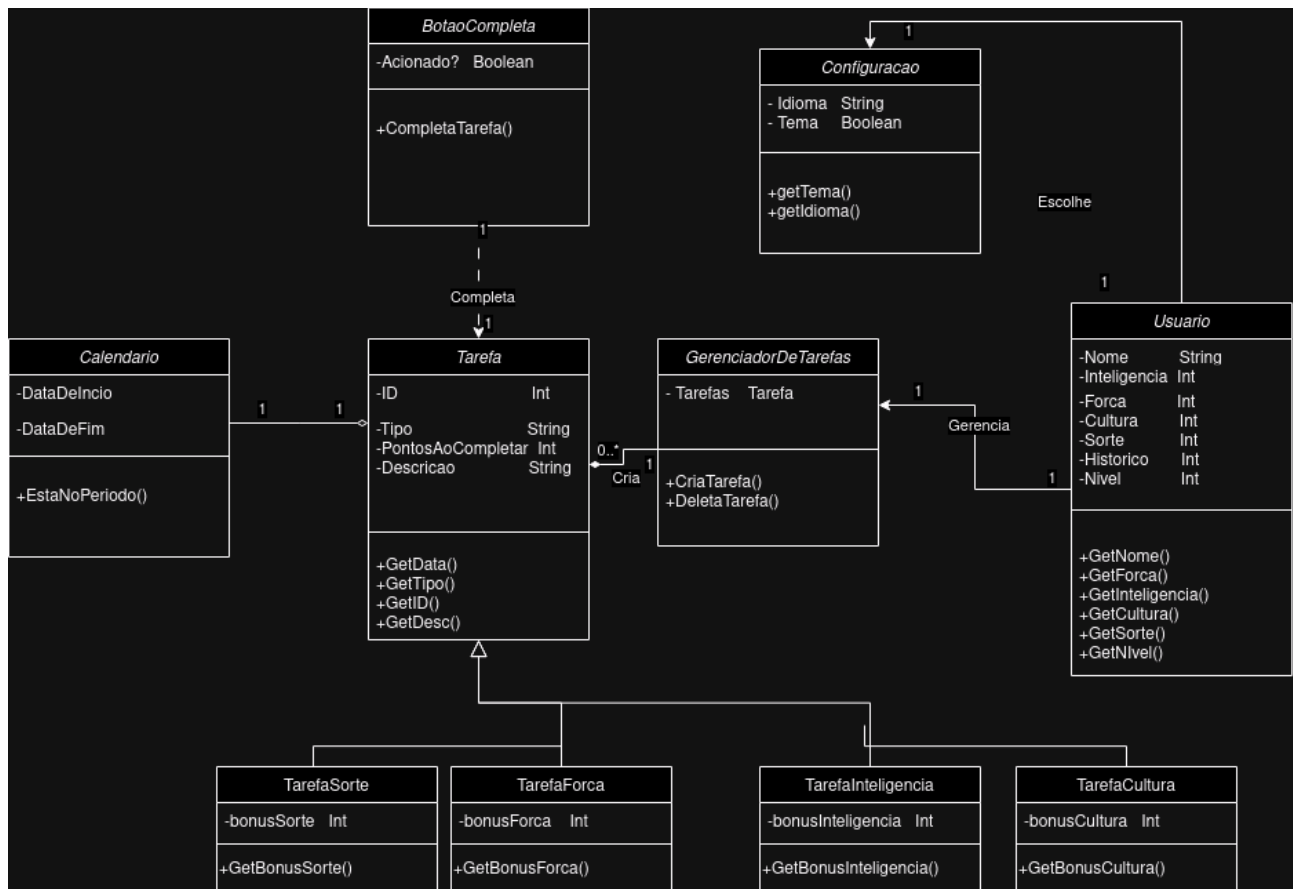 BotaoCompleta
-Acionado? Boolean
+CompletaTarefa()
1
Completa
1
Configuracao
- Idioma String
- Tema Boolean
+getTema()
+getIdioma()
1
Escolhe
1
Usuario
-Nome String
-Inteligencia Int
-Forca Int
-Cultura Int
-Sorte Int
-Historico Int
-Nivel Int
+GetNome()
+GetForca()
+GetInteligencia()
+GetCultura()
+GetSorte()
+GetNIvel()
Calendario
-DataDeIncio
-DataDeFim
+EstaNoPeriodo()
1
1
Tarefa
-ID Int
-Tipo String
-PontosAoCompletar Int
-Descricao String
+GetData()
+GetTipo()
+GetID()
+GetDesc()
0..*
Cria
1
GerenciadorDeTarefas
- Tarefas Tarefa
+CriaTarefa()
+DeletaTarefa()
1
Gerencia
1
TarefaSorte
-bonusSorte Int
+GetBonusSorte()
TarefaForca
-bonusForca Int
+GetBonusForca()
TarefaInteligencia
-bonusInteligencia Int
+GetBonusInteligencia()
TarefaCultura
-bonusCultura Int
+GetBonusCultura()